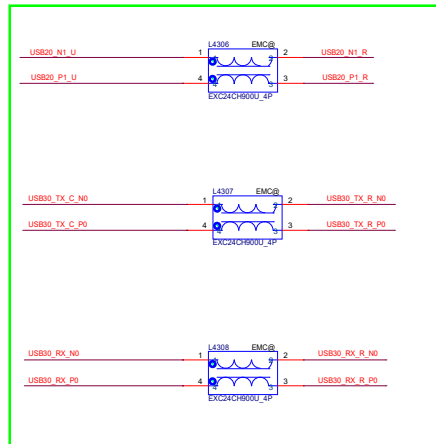 L4306 EMC@
USB20_N1_U 1 2 USB20_N1_R
USB20_P1_U 4 3 USB20_P1_R
EXC24CH900U_4P
L4307 EMC@
USB30_TX_C_N0 1 2 USB30_TX_R_N0
USB30_TX_C_P0 4 3 USB30_TX_R_P0
EXC24CH900U_4P
L4308 EMC@
USB30_RX_N0 1 2 USB30_RX_R_N0
USB30_RX_P0 4 3 USB30_RX_R_P0
EXC24CH900U_4P